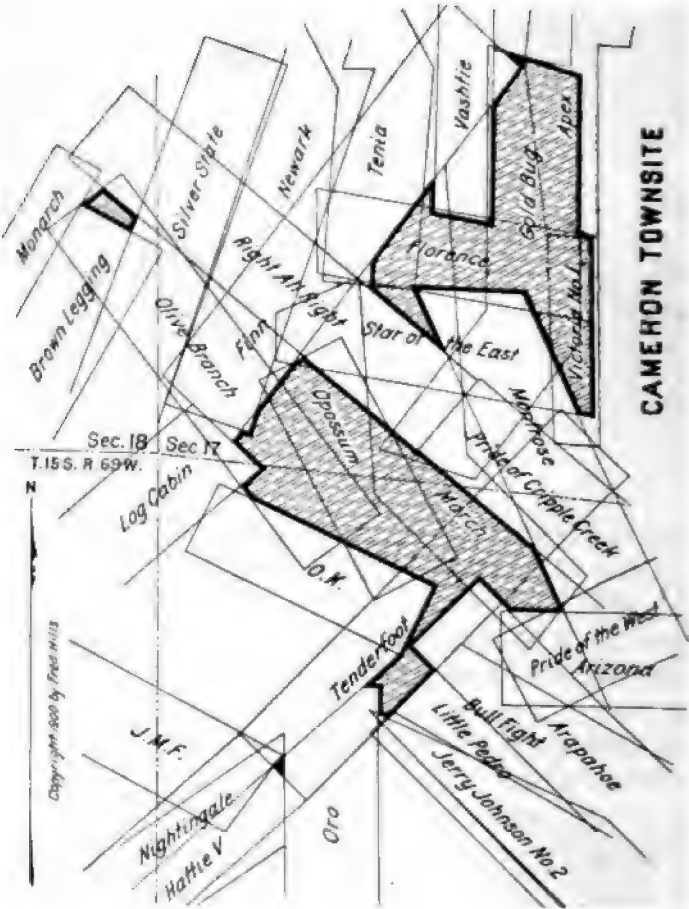 Monarch
Brown Legging
Silver State
Newark
Tenia
Vashtie
Gold Bug
Apex
Florence
Victoria No. 1
CAMERON TOWNSITE
Right Alt Right
Star of the East
Olive Branch
Finn
Opossum
March
Montrose
Pride of Cripple Creek
Sec. 18 Sec 17
T. 15 S. R. 69 W.
Log Cabin
N
O.K.
Tenderfoot
Pride of the West
Arizona
Arapahoe
Bull Fight
Little Pedro
Jerry Johnson No 2
J.M.F.
Nightingale
Hattie V
Oro
Copyright 1900 by Fred Hills